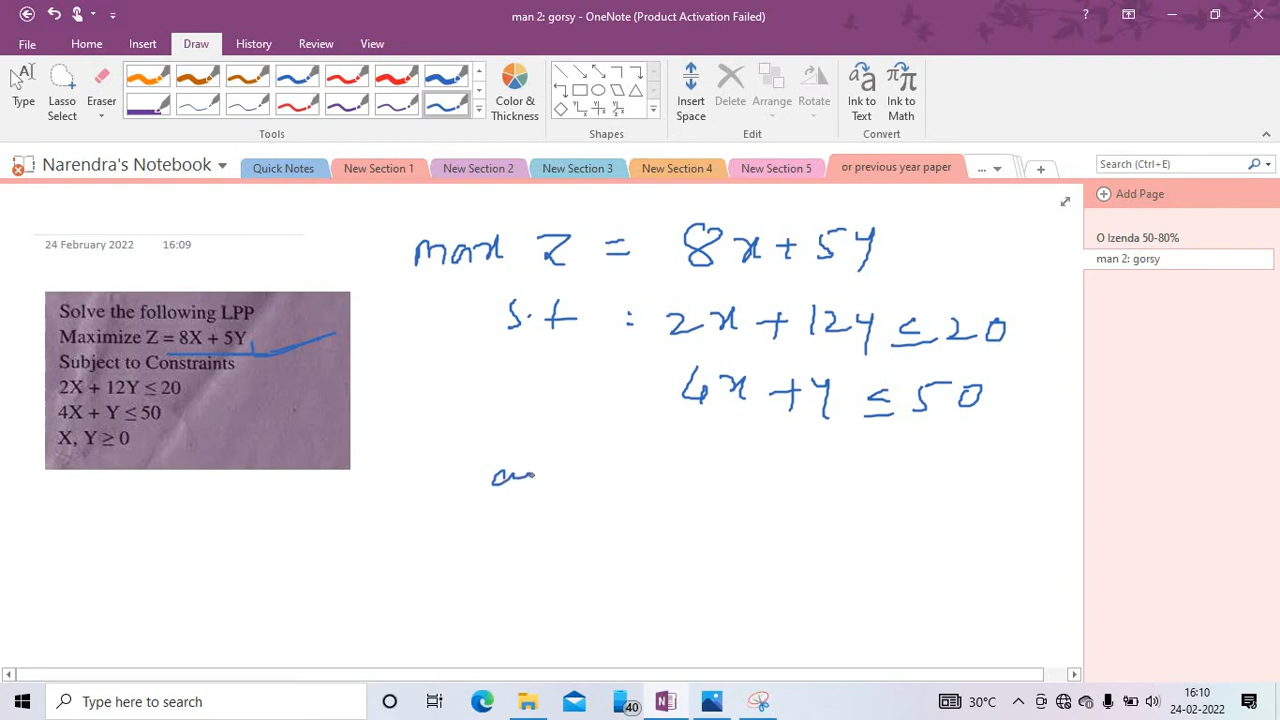 man 2: gorsy - OneNote (Product Activation Failed)
File Home Insert Draw History Review View
Type Lasso Select Eraser Color & Thickness Insert Space Delete Arrange Rotate Ink to Text Ink to Math
Tools Shapes Edit Convert
Narendra's Notebook Quick Notes New Section 1 New Section 2 New Section 3 New Section 4 New Section 5 or previous year paper ... Search (Ctrl+E)
Add Page
O Izenda 50-80%
man 2: gorsy
24 February 2022 16:09
Solve the following LPP
Maximize Z = 8X + 5Y
Subject to Constraints
2X + 12Y ≤ 20
4X + Y ≤ 50
X, Y ≥ 0
max Z = 8x + 5y
s.t : 2x + 12y ≤ 20
4x + y ≤ 50
Type here to search
40
30°C
16:10
24-02-2022